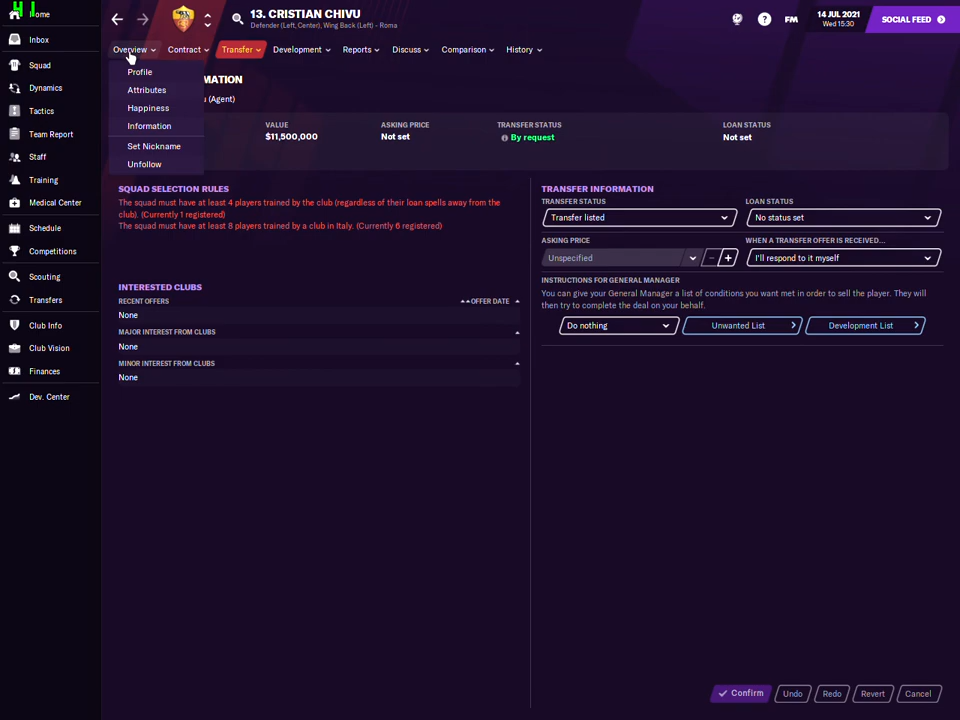 Home
13. CRISTIAN CHIVU
Defender (Left, Center), Wing Back (Left) - Roma
FM
14 JUL 2021
Wed 15:30
SOCIAL FEED
Inbox
Squad
Dynamics
Tactics
Team Report
Staff
Training
Medical Center
Schedule
Competitions
Scouting
Transfers
Club Info
Club Vision
Finances
Dev. Center
Overview
Contract
Transfer
Development
Reports
Discuss
Comparison
History
Profile
Attributes
Happiness
Information
Set Nickname
Unfollow
(Agent)
VALUE
$11,500,000
ASKING PRICE
Not set
TRANSFER STATUS
By request
LOAN STATUS
Not set
SQUAD SELECTION RULES
The squad must have at least 4 players trained by the club (regardless of their loan spells away from the
club). (Currently 1 registered)
The squad must have at least 8 players trained by a club in Italy. (Currently 6 registered)
INTERESTED CLUBS
RECENT OFFERS
OFFER DATE
None
MAJOR INTEREST FROM CLUBS
None
MINOR INTEREST FROM CLUBS
None
TRANSFER INFORMATION
TRANSFER STATUS
LOAN STATUS
Transfer listed
No status set
ASKING PRICE
WHEN A TRANSFER OFFER IS RECEIVED...
Unspecified
I'll respond to it myself
INSTRUCTIONS FOR GENERAL MANAGER
You can give your General Manager a list of conditions you want met in order to sell the player. They will
then try to complete the deal on your behalf.
Do nothing
Unwanted List
Development List
Confirm
Undo
Redo
Revert
Cancel